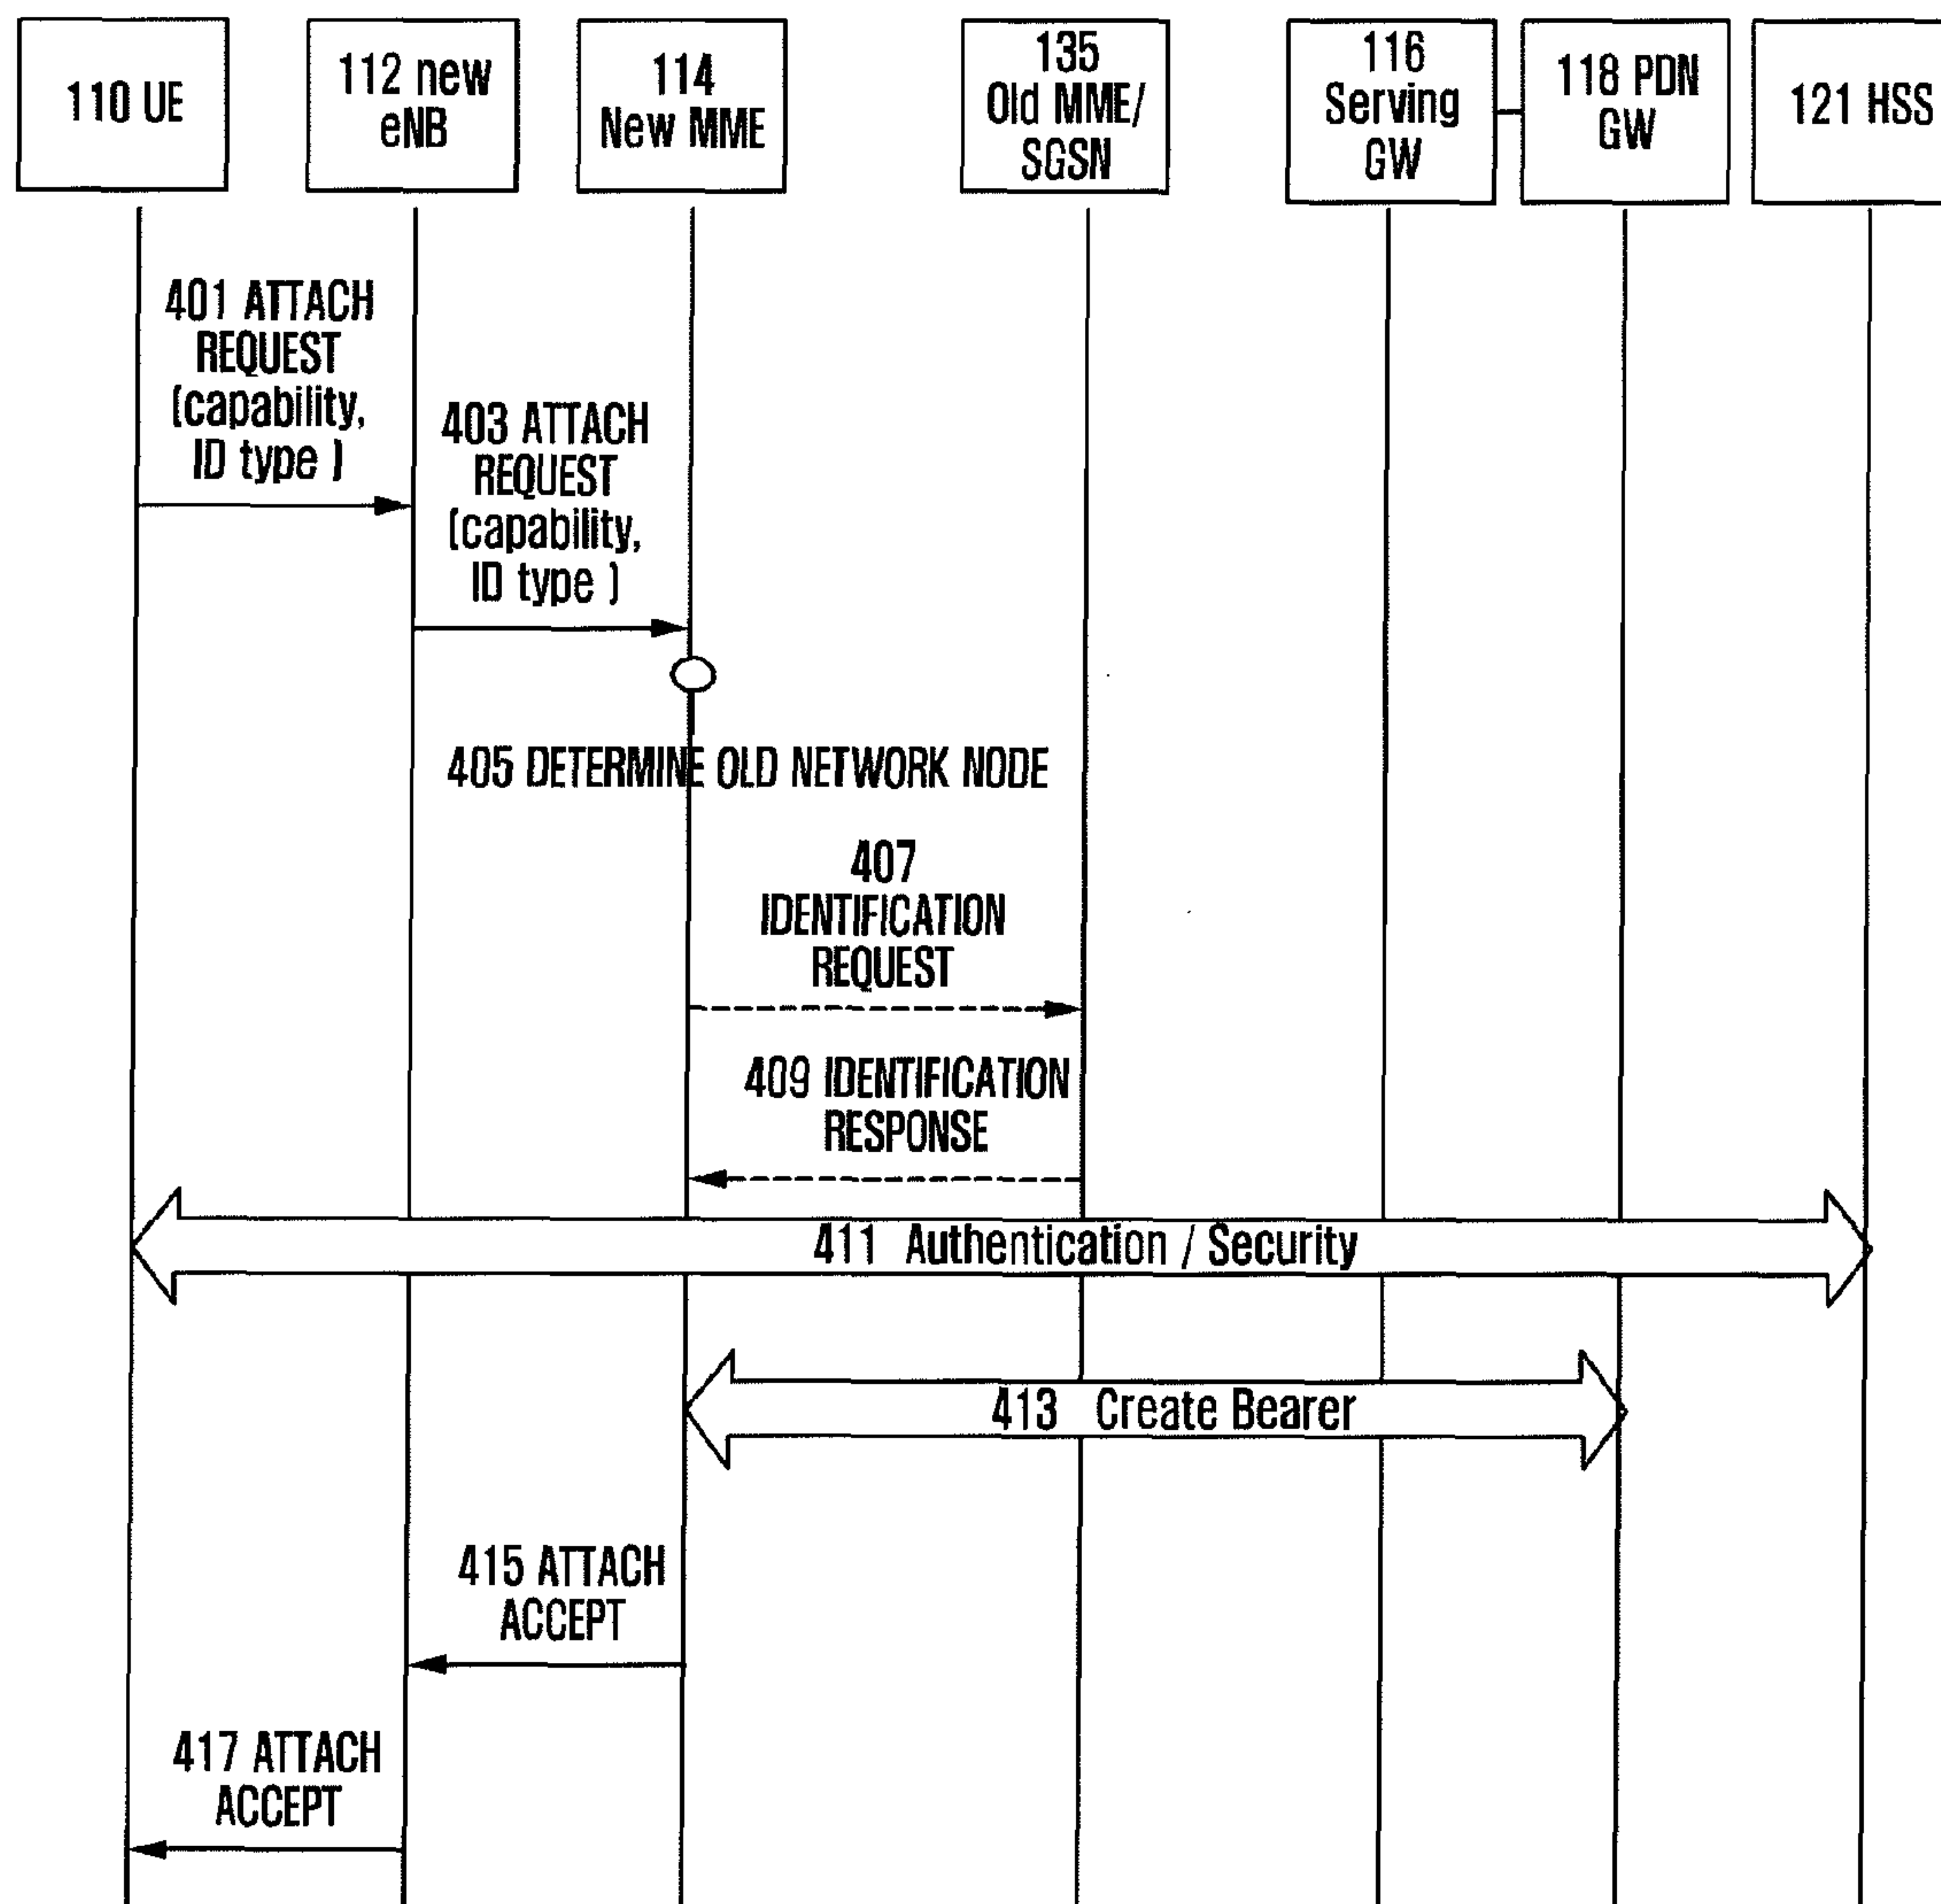 110 UE
112 new
eNB
114
New MME
135
Old MME/
SGSN
116
Serving
GW
118 PDN
GW
121 HSS
401 ATTACH
REQUEST
(capability,
ID type )
403 ATTACH
REQUEST
(capability,
ID type )
405 DETERMINE OLD NETWORK NODE
407
IDENTIFICATION
REQUEST
409 IDENTIFICATION
RESPONSE
411 Authentication / Security
413 Create Bearer
415 ATTACH
ACCEPT
417 ATTACH
ACCEPT